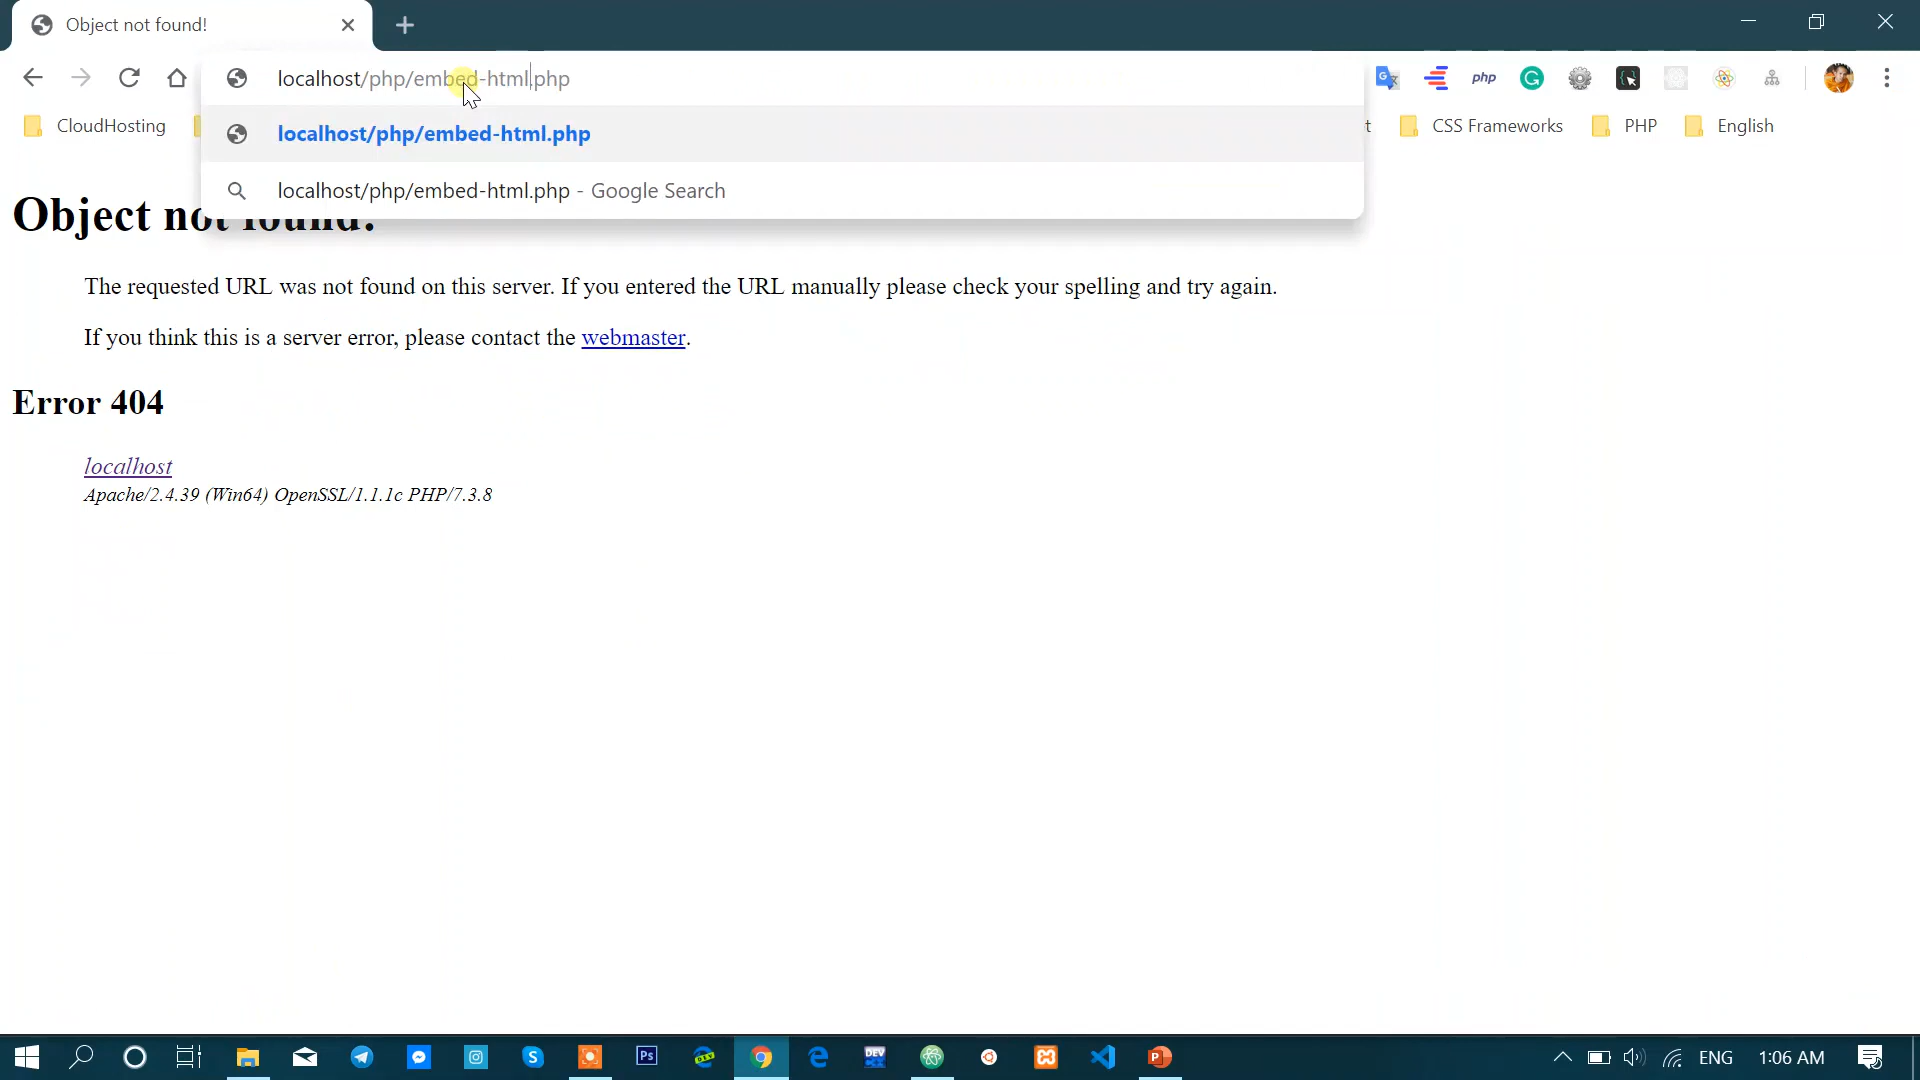 Object not found!
localhost/php/embed-html.php
php
CloudHosting
localhost/php/embed-html.php
t
CSS Frameworks
PHP
English
localhost/php/embed-html.php - Google Search
Object not found!
The requested URL was not found on this server. If you entered the URL manually please check your spelling and try again.
If you think this is a server error, please contact the webmaster.
Error 404
localhost
Apache/2.4.39 (Win64) OpenSSL/1.1.1c PHP/7.3.8
ENG
1:06 AM